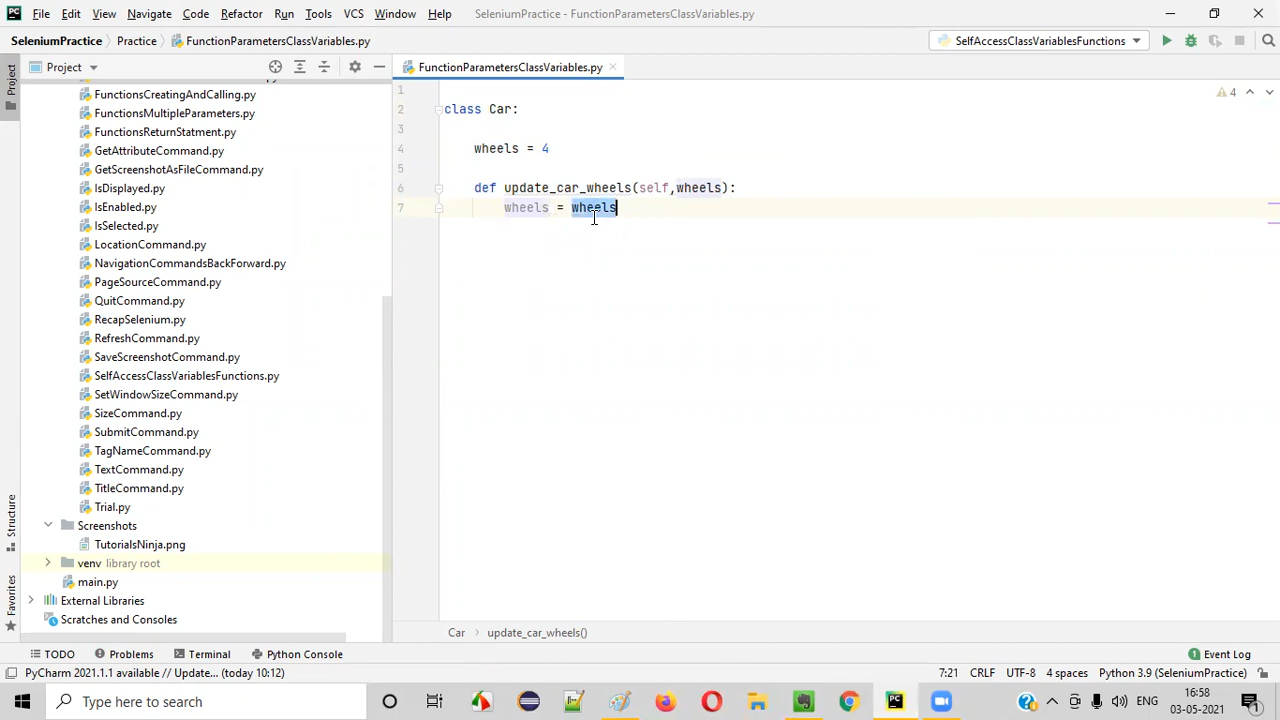 File Edit View Navigate Code Refactor Run Tools VCS Window Help SeleniumPractice - FunctionParametersClassVariables.py
SeleniumPractice Practice FunctionParametersClassVariables.py SelfAccessClassVariablesFunctions
Project Project FunctionParametersClassVariables.py
1 4
FunctionsCreatingAndCalling.py 2 class Car:
FunctionsMultipleParameters.py
FunctionsReturnStatment.py 3
GetAttributeCommand.py 4 wheels = 4
GetScreenshotAsFileCommand.py 5
IsDisplayed.py 6 def update_car_wheels(self,wheels):
IsEnabled.py 7 wheels = wheels
IsSelected.py
LocationCommand.py
NavigationCommandsBackForward.py
PageSourceCommand.py
QuitCommand.py
RecapSelenium.py
RefreshCommand.py
SaveScreenshotCommand.py
SelfAccessClassVariablesFunctions.py
SetWindowSizeCommand.py
SizeCommand.py
SubmitCommand.py
TagNameCommand.py
TextCommand.py
TitleCommand.py
Trial.py
Structure
Screenshots
TutorialsNinja.png
venv library root
main.py
Favorites
External Libraries
Scratches and Consoles
Car update_car_wheels()
TODO Problems Terminal Python Console Event Log
PyCharm 2021.1.1 available // Update... (today 10:12) 7:21 CRLF UTF-8 4 spaces Python 3.9 (SeleniumPractice)
Type here to search ENG 16:58
03-05-2021 1